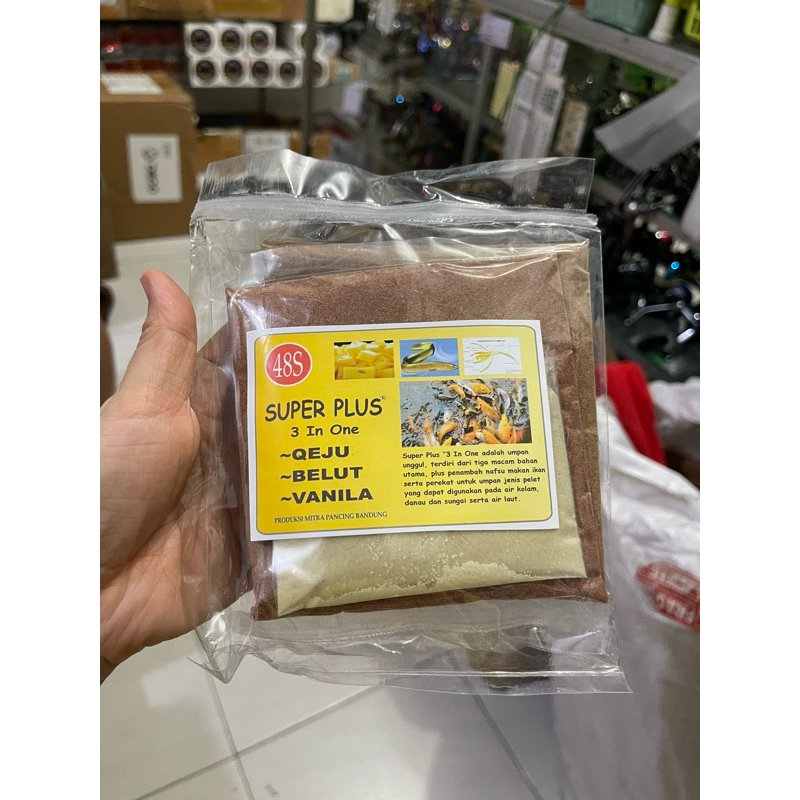 48S
SUPER PLUS®
3 In One
~QEJU
~BELUT
~VANILA
PRODUKSI MITRA PANCING BANDUNG
Super Plus "3 In One adalah umpan
unggul, terdiri dari tiga macam bahan
utama, plus penambah nafsu makan ikan
serta perekat untuk umpan jenis pelet
yang dapat digunakan pada air kolam,
danau dan sungai serta air laut.